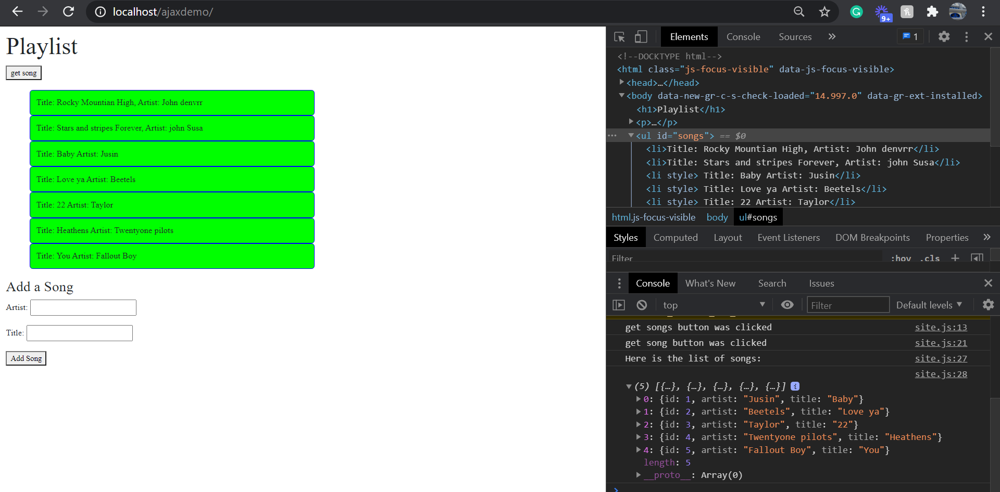 localhost/ajaxdemo/
9+
Playlist
get song
Title: Rocky Mountian High, Artist: John denvrr
Title: Stars and stripes Forever, Artist: john Susa
Title: Baby Artist: Jusin
Title: Love ya Artist: Beetels
Title: 22 Artist: Taylor
Title: Heathens Artist: Twentyone pilots
Title: You Artist: Fallout Boy
Add a Song
Artist:
Title:
Add Song
Elements Console Sources » 1
<!--DOCKTYPE html-->
<html class="js-focus-visible" data-js-focus-visible>
<head>…</head>
<body data-new-gr-c-s-check-loaded="14.997.0" data-gr-ext-installed>
<h1>Playlist</h1>
<p>…</p>
<ul id="songs"> == $0
<li>Title: Rocky Mountian High, Artist: John denvrr</li>
<li>Title: Stars and stripes Forever, Artist: john Susa</li>
<li style> Title: Baby Artist: Jusin</li>
<li style> Title: Love ya Artist: Beetels</li>
<li style> Title: 22 Artist: Taylor</li>
html.js-focus-visible body ul#songs
Styles Computed Layout Event Listeners DOM Breakpoints Properties »
Filter :hov .cls +
Console What's New Search Issues
top Filter Default levels
get songs button was clicked site.js:13
get song button was clicked site.js:21
Here is the list of songs: site.js:27
site.js:28
(5) [{…}, {…}, {…}, {…}, {…}] i
0: {id: 1, artist: "Jusin", title: "Baby"}
1: {id: 2, artist: "Beetels", title: "Love ya"}
2: {id: 3, artist: "Taylor", title: "22"}
3: {id: 4, artist: "Twentyone pilots", title: "Heathens"}
4: {id: 5, artist: "Fallout Boy", title: "You"}
length: 5
__proto__: Array(0)